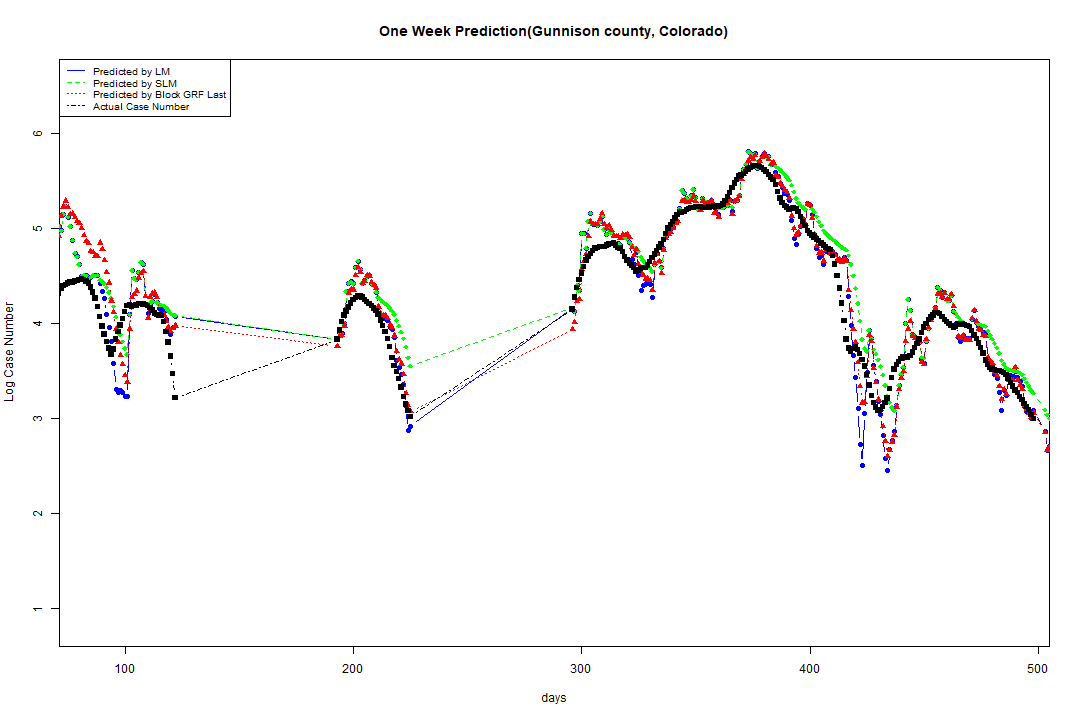 One Week Prediction(Gunnison county, Colorado)
Predicted by LM
Predicted by SLM
Predicted by Block GRF Last
Actual Case Number
Log Case Number
6
5
4
3
2
1
100 200 300 400 500
days